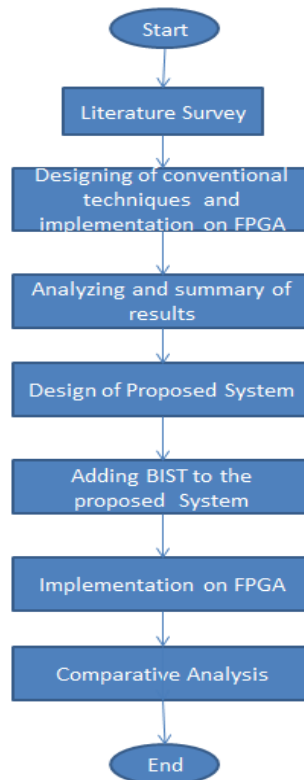 Start
Literature Survey
Designing of conventional
techniques and
implementation on FPGA
Analyzing and summary of
results
Design of Proposed System
Adding BIST to the
proposed System
Implementation on FPGA
Comparative Analysis
End